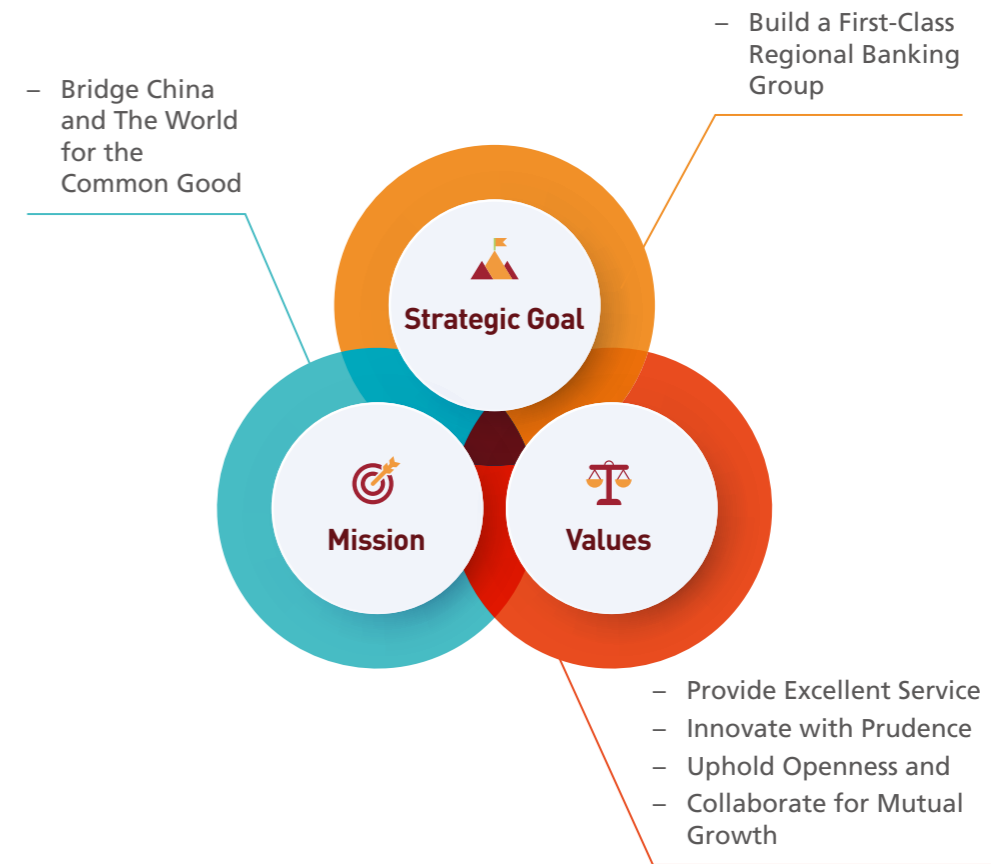 – Build a First-Class
Regional Banking
Group
– Bridge China
and The World
for the
Common Good
Strategic Goal
Mission
Values
– Provide Excellent Service
– Innovate with Prudence
– Uphold Openness and
– Collaborate for Mutual
Growth